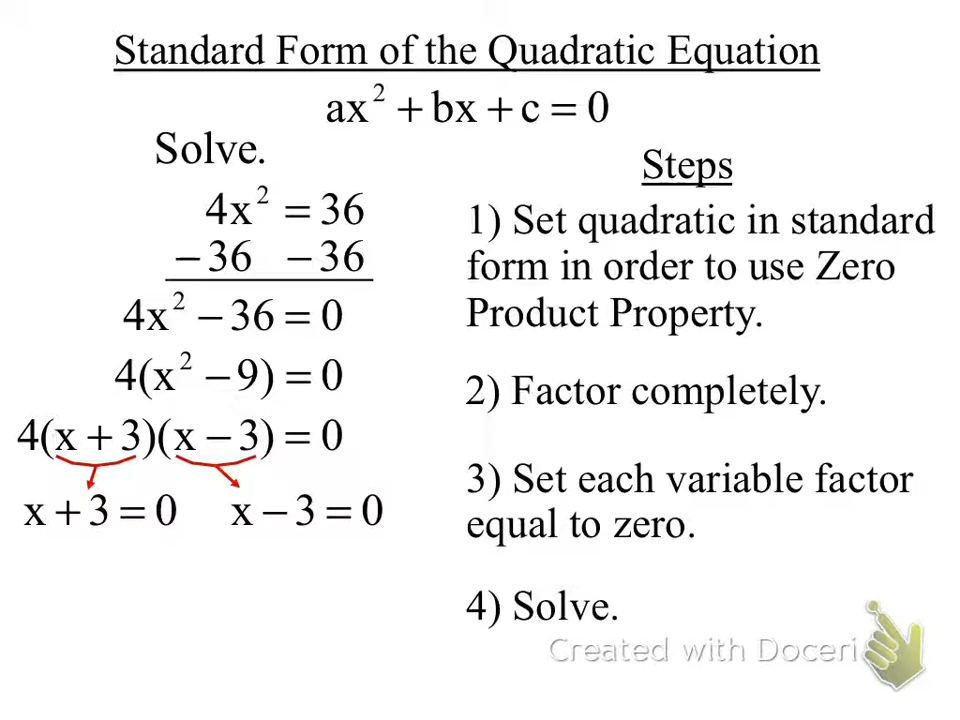 Standard Form of the Quadratic Equation
ax² + bx + c = 0
Solve.
4x² = 36
− 36 − 36
4x² − 36 = 0
4(x² − 9) = 0
4(x + 3)(x − 3) = 0
x + 3 = 0 x − 3 = 0
Steps
1) Set quadratic in standard
form in order to use Zero
Product Property.
2) Factor completely.
3) Set each variable factor
equal to zero.
4) Solve.
Created with Doceri